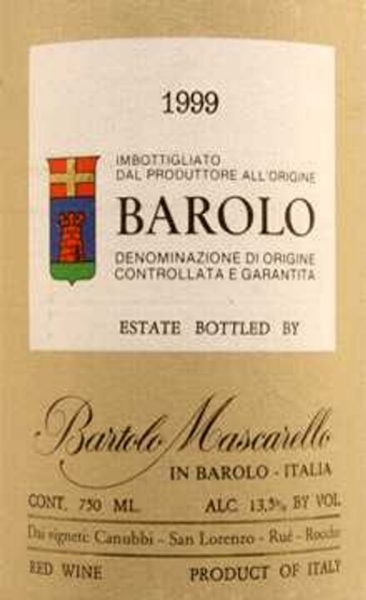 1999
IMBOTTIGLIATO
DAL PRODUTTORE ALL'ORIGINE
BAROLO
DENOMINAZIONE DI ORIGINE
CONTROLLATA E GARANTITA
ESTATE BOTTLED BY
Bartolo Mascarello
IN BAROLO - ITALIA
CONT. 750 ML. ALC. 13,5% BY VOL.
Dai vigneti: Canubbi - San Lorenzo - Rué - Rocche
RED WINE PRODUCT OF ITALY